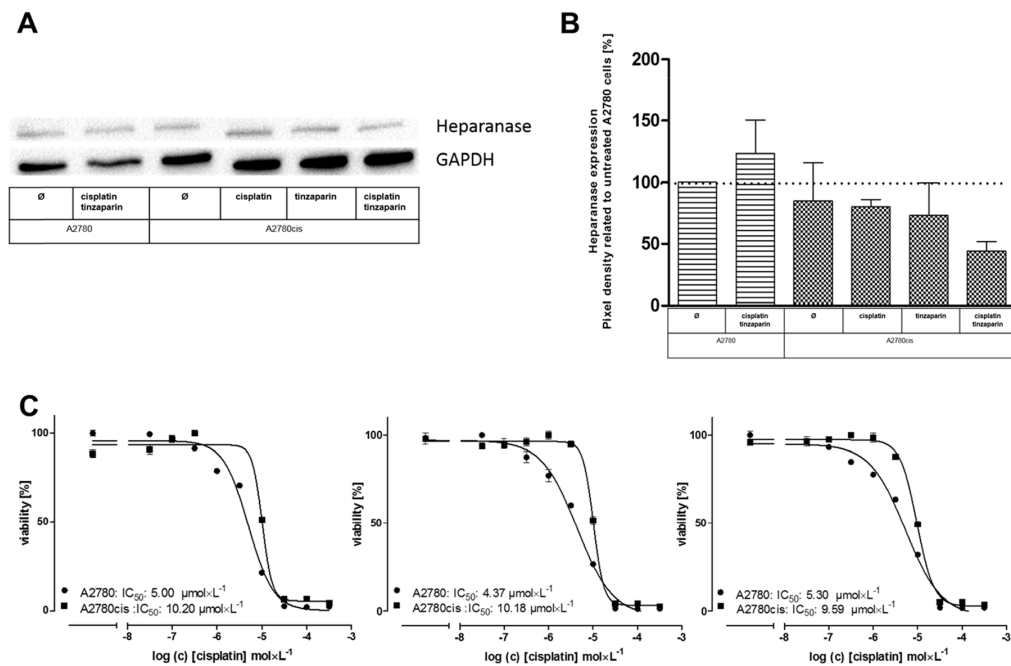 A
Heparanase
GAPDH
Ø
cisplatin
tinzaparin
Ø
cisplatin
tinzaparin
cisplatin
tinzaparin
A2780
A2780cis
B
Heparanase expression
Pixel density related to untreated A2780 cells [%]
200
150
100
50
0
Ø
cisplatin
tinzaparin
Ø
cisplatin
tinzaparin
cisplatin
tinzaparin
A2780
A2780cis
C
viability [%]
100
50
0
A2780: IC50: 5.00 µmol×L-1
A2780cis :IC50: 10.20 µmol×L-1
-8 -7 -6 -5 -4 -3
log (c) [cisplatin] mol×L-1
viability [%]
100
50
0
A2780: IC50: 4.37 µmol×L-1
A2780cis:IC50: 10.18 µmol×L-1
-8 -7 -6 -5 -4 -3
log (c) [cisplatin] mol×L-1
viability [%]
100
50
0
A2780: IC50: 5.30 µmol×L-1
A2780cis: IC50: 9.59 µmol×L-1
-8 -7 -6 -5 -4 -3
log (c) [cisplatin] mol×L-1